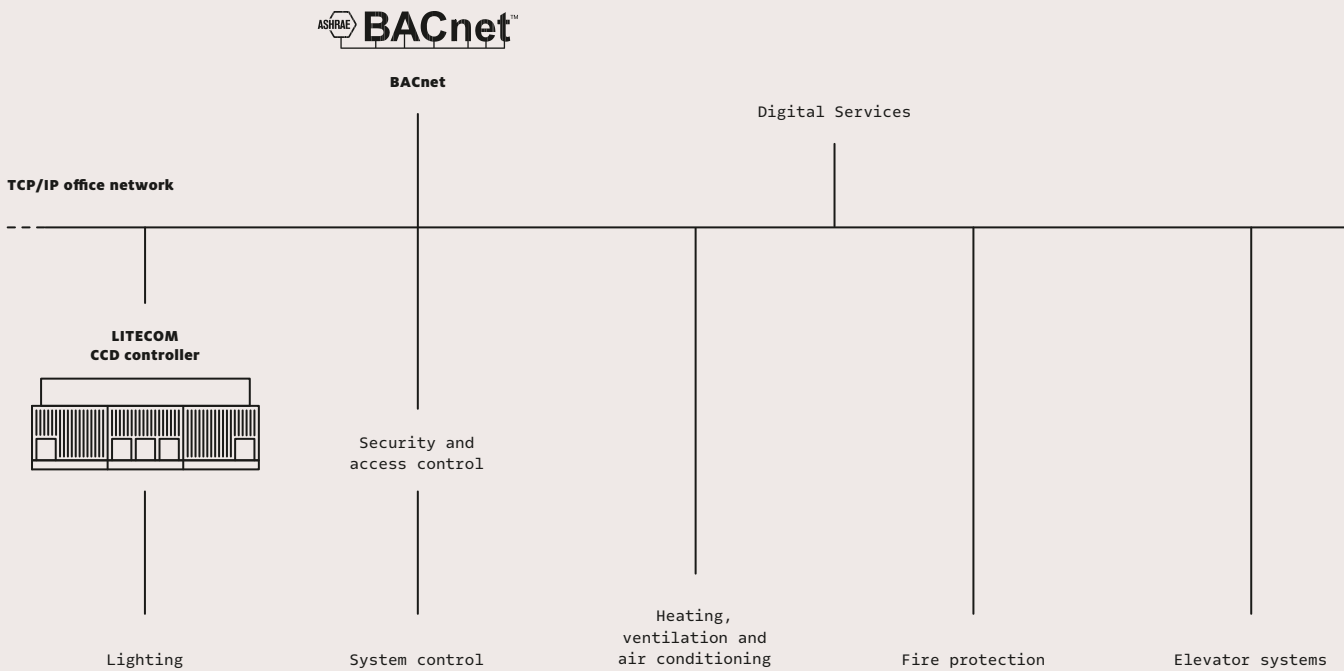 ASHRAE BACnet™
BACnet
Digital Services
TCP/IP office network
LITECOM
CCD controller
Security and
access control
Lighting
System control
Heating,
ventilation and
air conditioning
Fire protection
Elevator systems